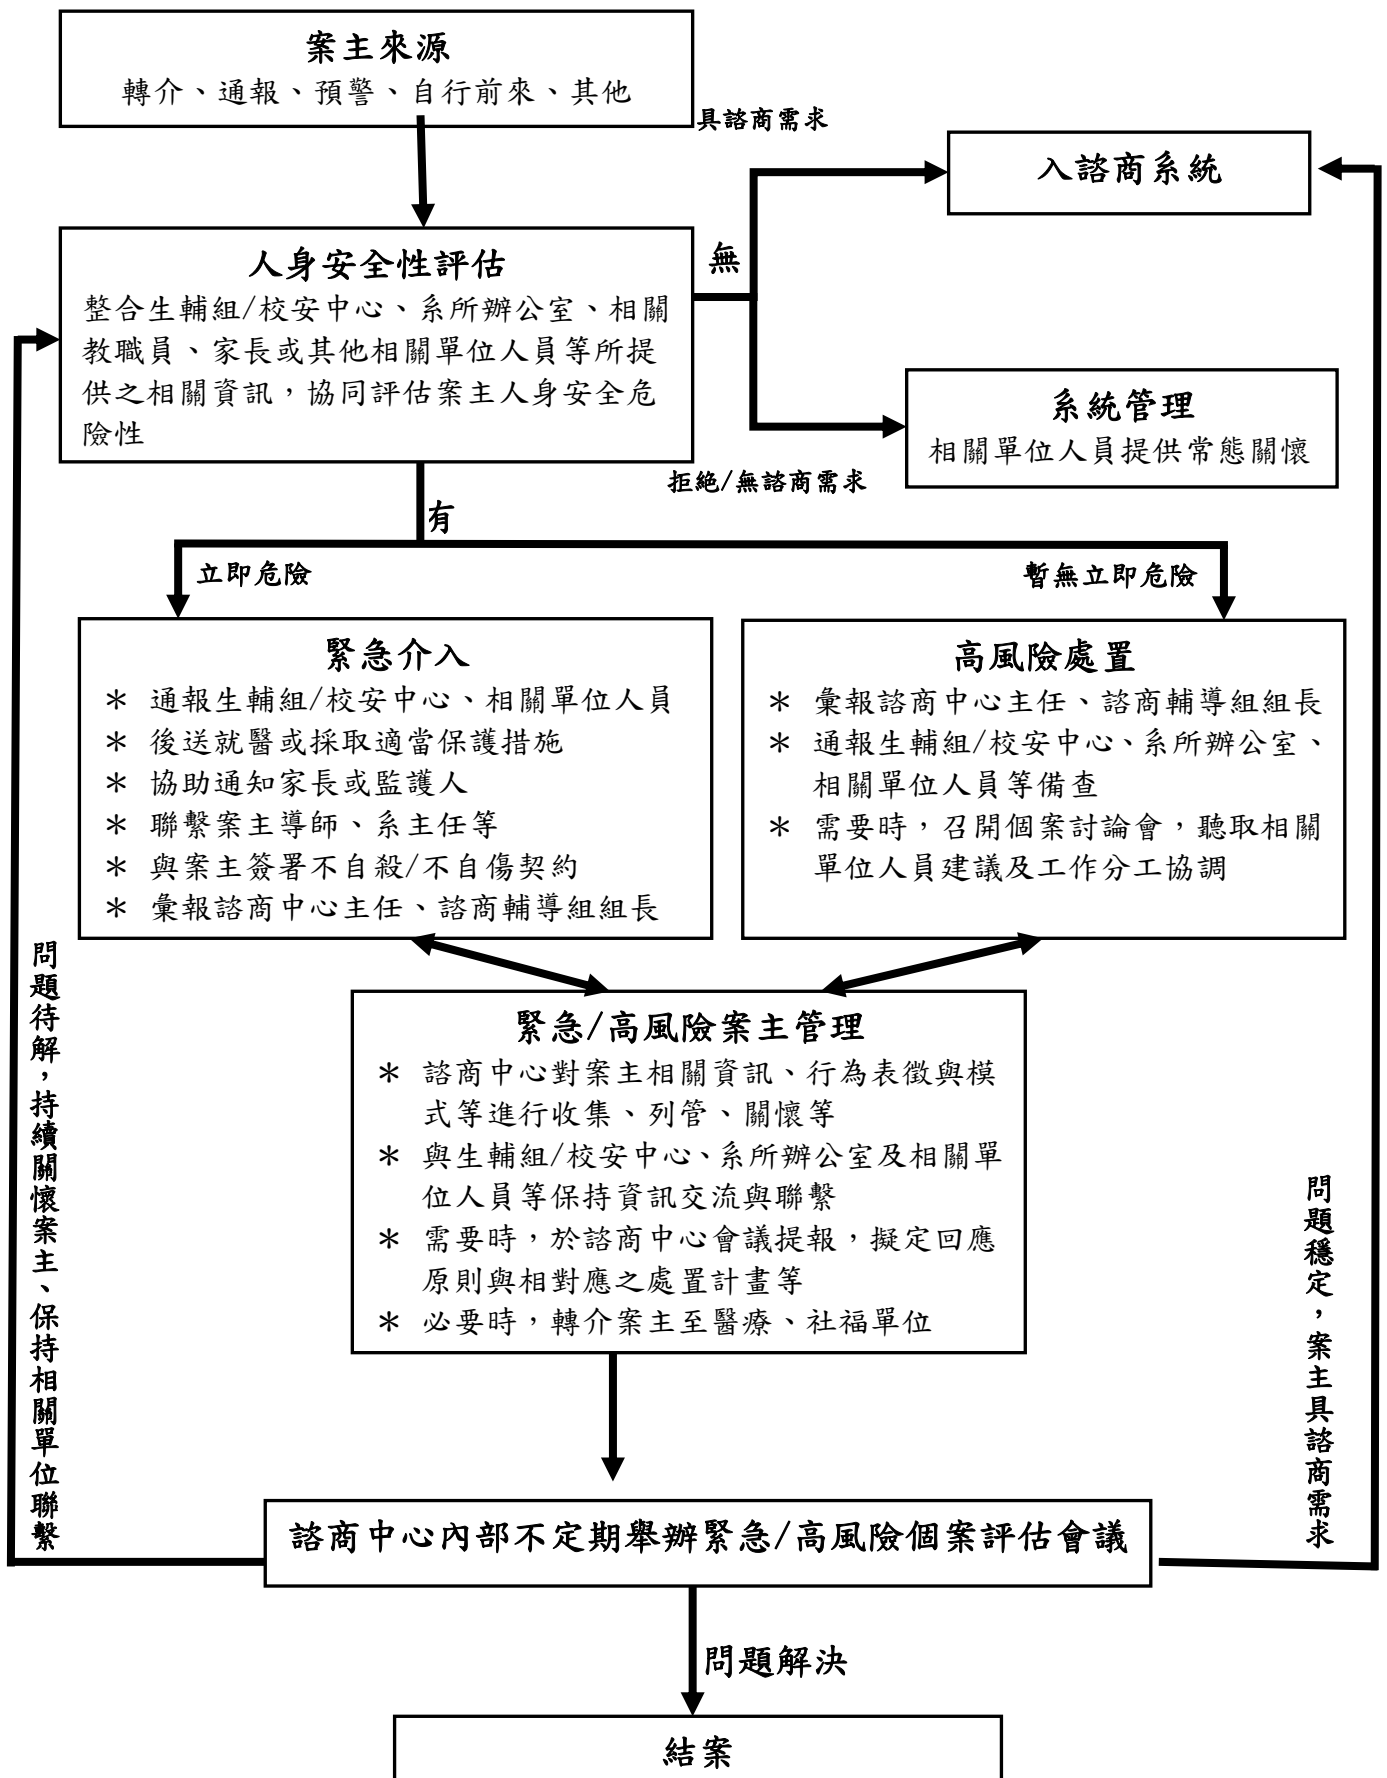 案主來源
轉介、通報、預警、自行前來、其他
具諮商需求
入諮商系統
人身安全性評估
整合生輔組/校安中心、系所辦公室、相關
教職員、家長或其他相關單位人員等所提
供之相關資訊，協同評估案主人身安全危
險性
無
系統管理
相關單位人員提供常態關懷
拒絕/無諮商需求
有
立即危險
暫無立即危險
緊急介入
＊ 通報生輔組/校安中心、相關單位人員
＊ 後送就醫或採取適當保護措施
＊ 協助通知家長或監護人
＊ 聯繫案主導師、系主任等
＊ 與案主簽署不自殺/不自傷契約
＊ 彙報諮商中心主任、諮商輔導組組長
高風險處置
＊ 彙報諮商中心主任、諮商輔導組組長
＊ 通報生輔組/校安中心、系所辦公室、
相關單位人員等備查
＊ 需要時，召開個案討論會，聽取相關
單位人員建議及工作分工協調
緊急/高風險案主管理
＊ 諮商中心對案主相關資訊、行為表徵與模
式等進行收集、列管、關懷等
＊ 與生輔組/校安中心、系所辦公室及相關單
位人員等保持資訊交流與聯繫
＊ 需要時，於諮商中心會議提報，擬定回應
原則與相對應之處置計畫等
＊ 必要時，轉介案主至醫療、社福單位
問題待解，持續關懷案主、保持相關單位聯繫
問題穩定，案主具諮商需求
諮商中心內部不定期舉辦緊急/高風險個案評估會議
問題解決
結案